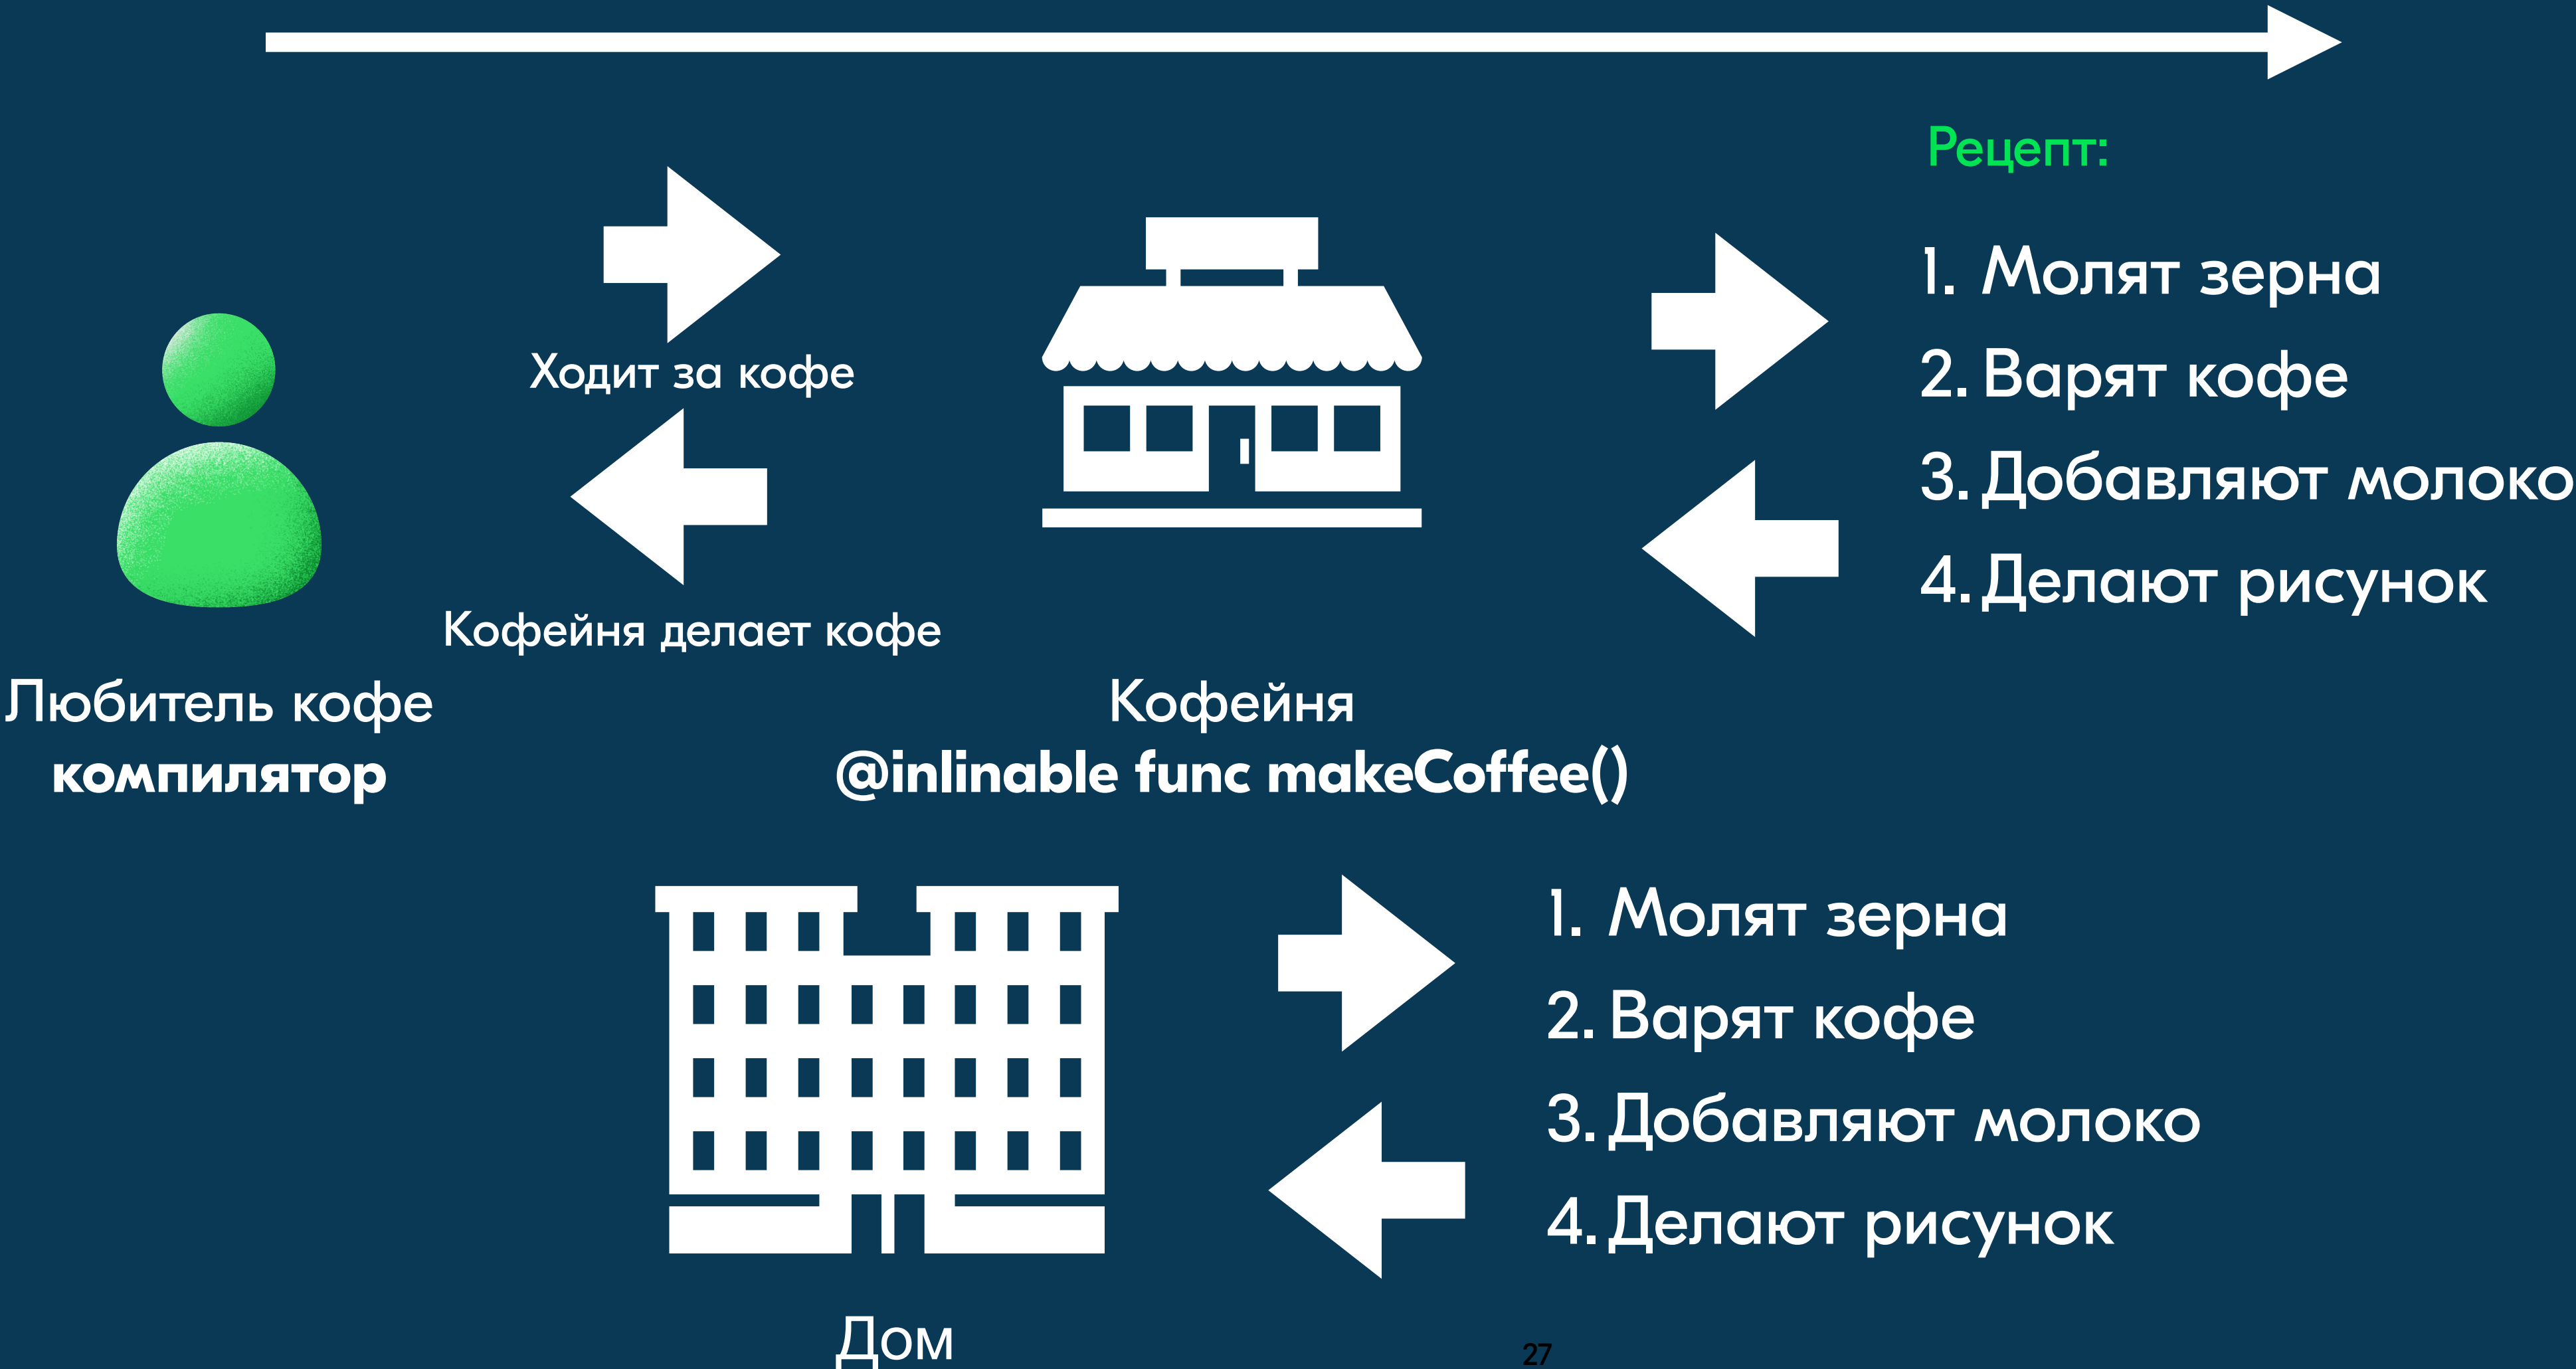 Рецепт:
1. Молят зерна
2. Варят кофе
3. Добавляют молоко
4. Делают рисунок
Ходит за кофе
Кофейня делает кофе
Любитель кофе
компилятор
Кофейня
@inlinable func makeCoffee()
1. Молят зерна
2. Варят кофе
3. Добавляют молоко
4. Делают рисунок
Дом
27